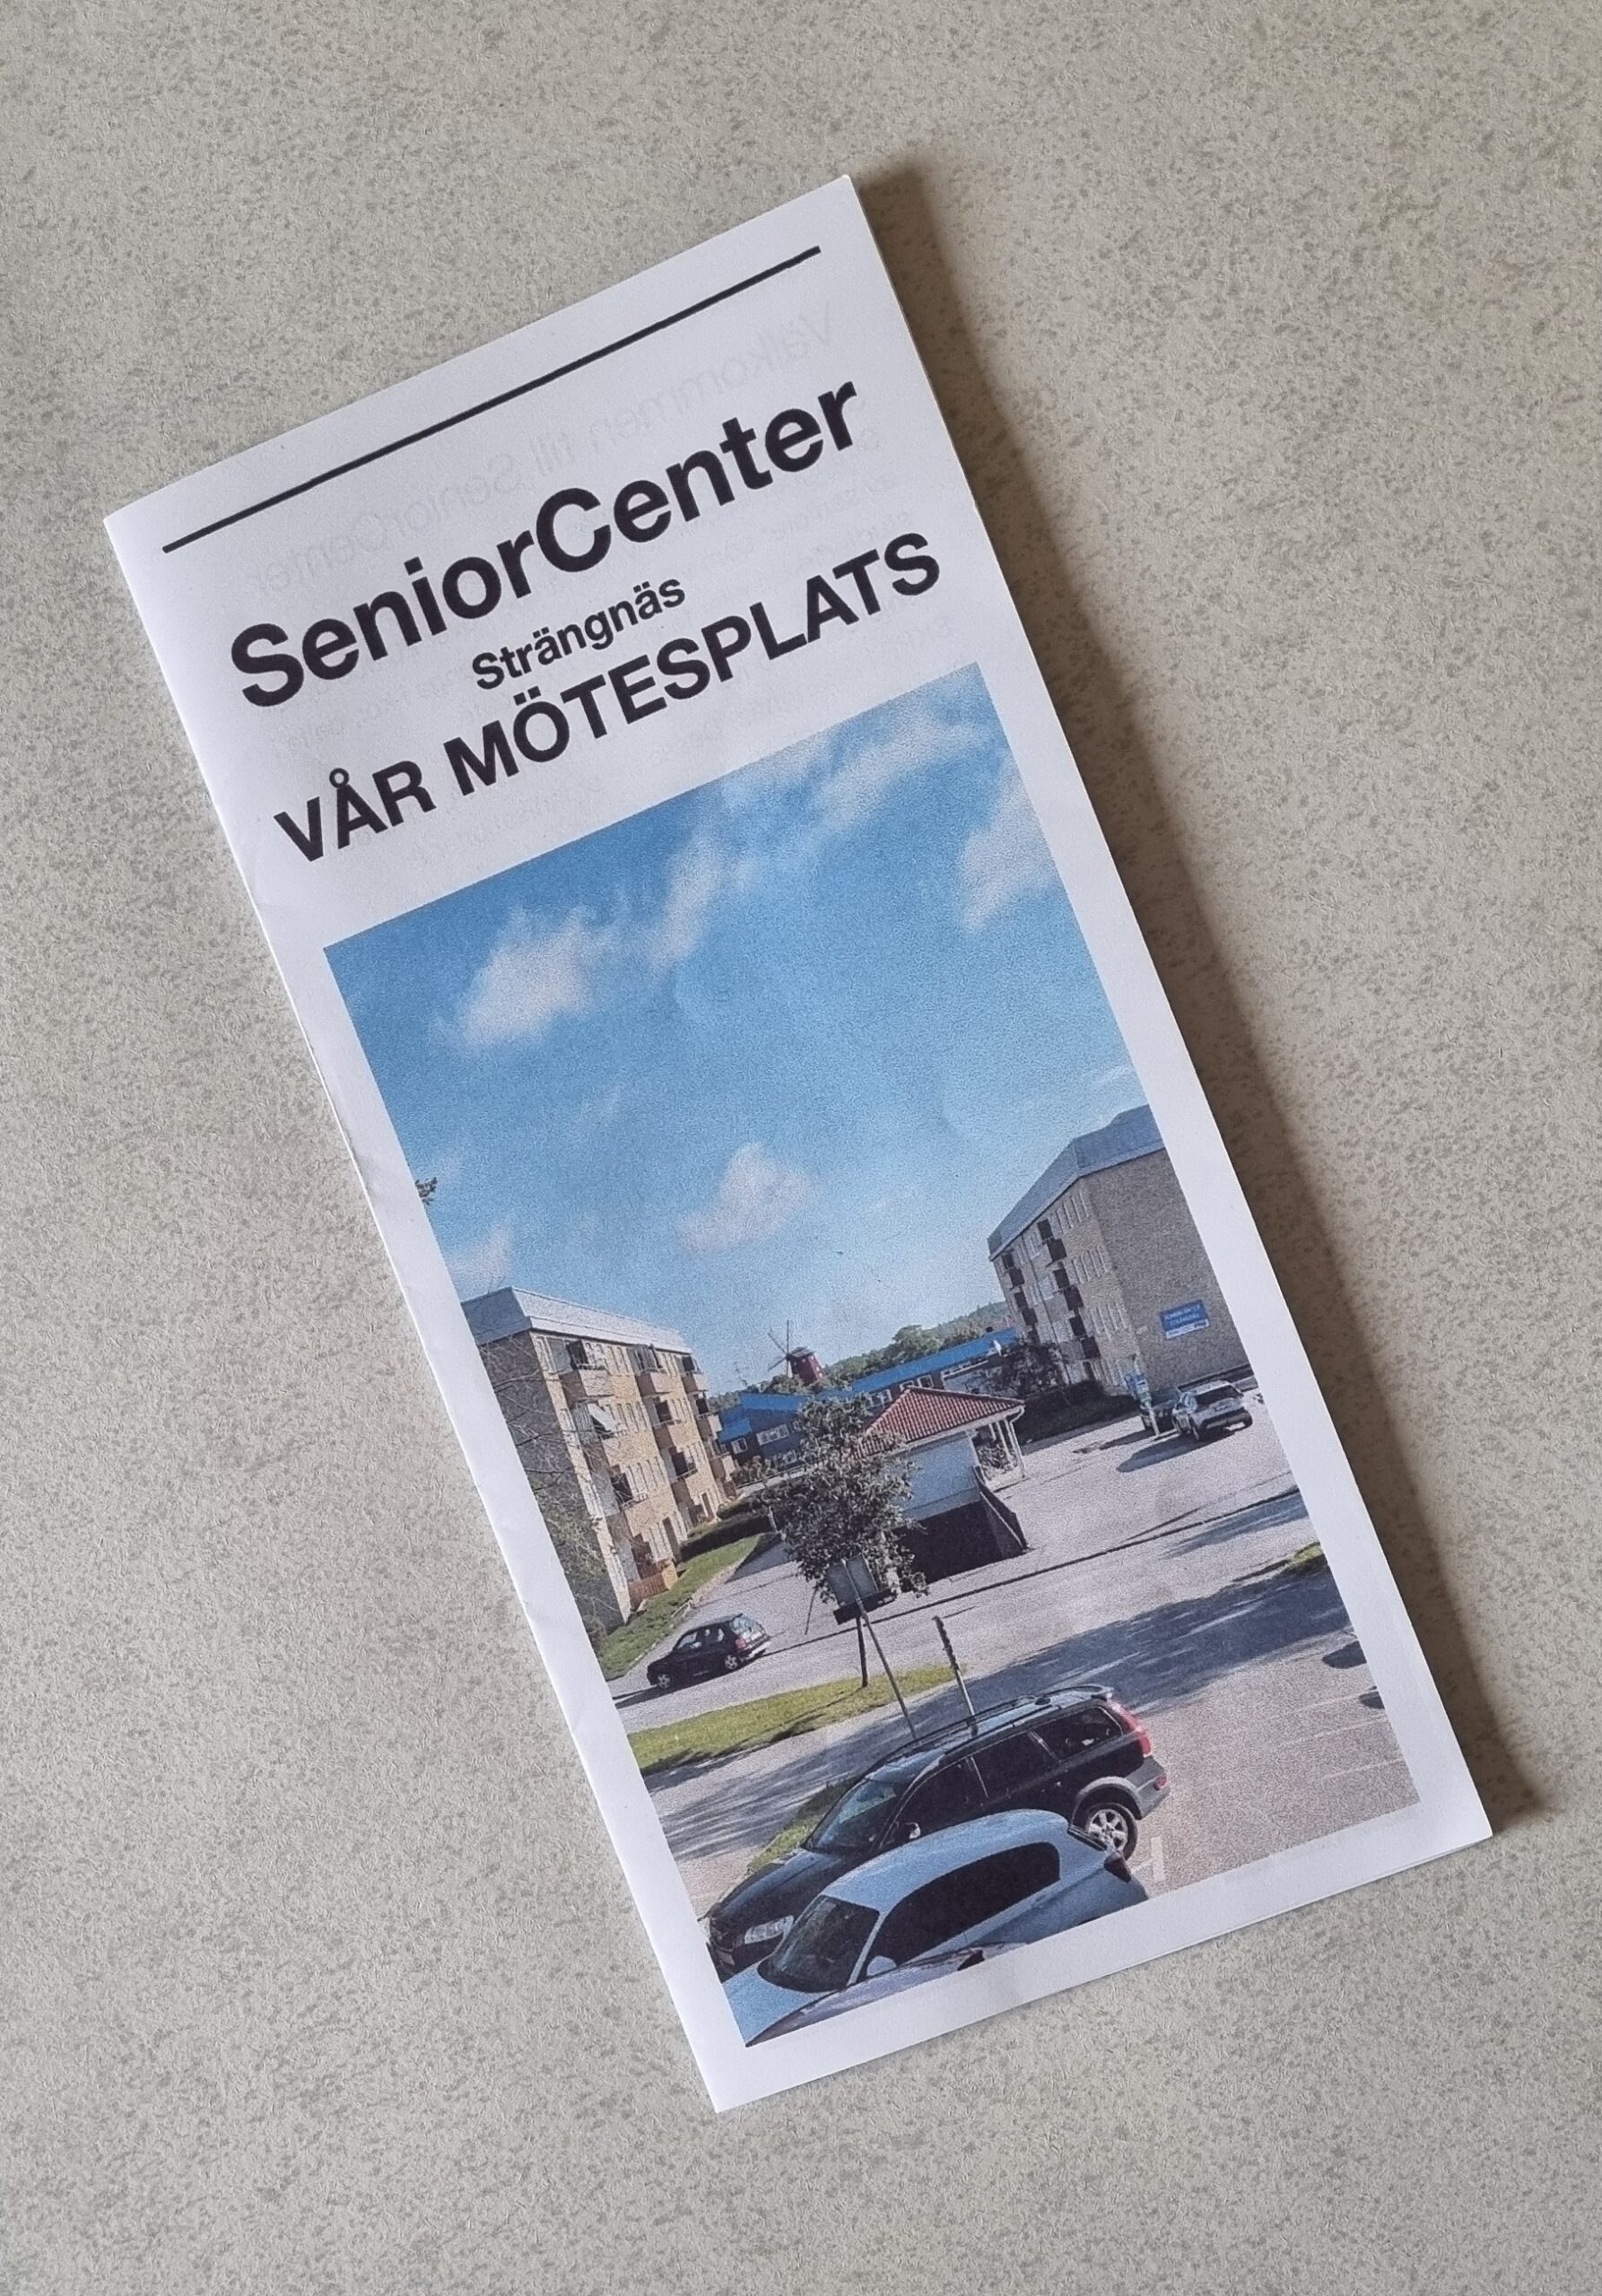 SeniorCenter
Strängnäs
VÅR MÖTESPLATS